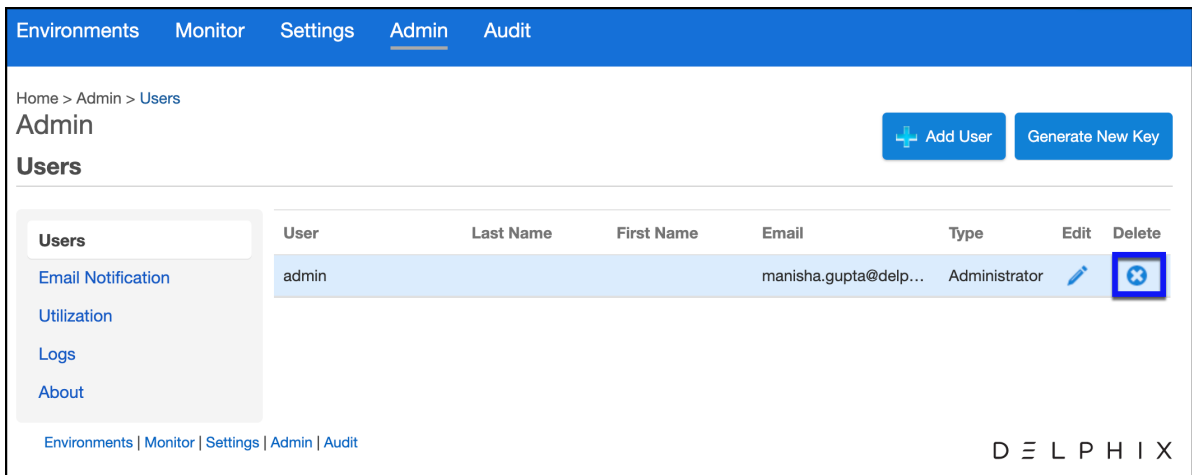 Environments Monitor Settings Admin Audit
Home > Admin > Users
Admin
Add User Generate New Key
Users
Users
Email Notification
Utilization
Logs
About
User Last Name First Name Email Type Edit Delete
admin manisha.gupta@delp... Administrator
Environments | Monitor | Settings | Admin | Audit
DELPHIX